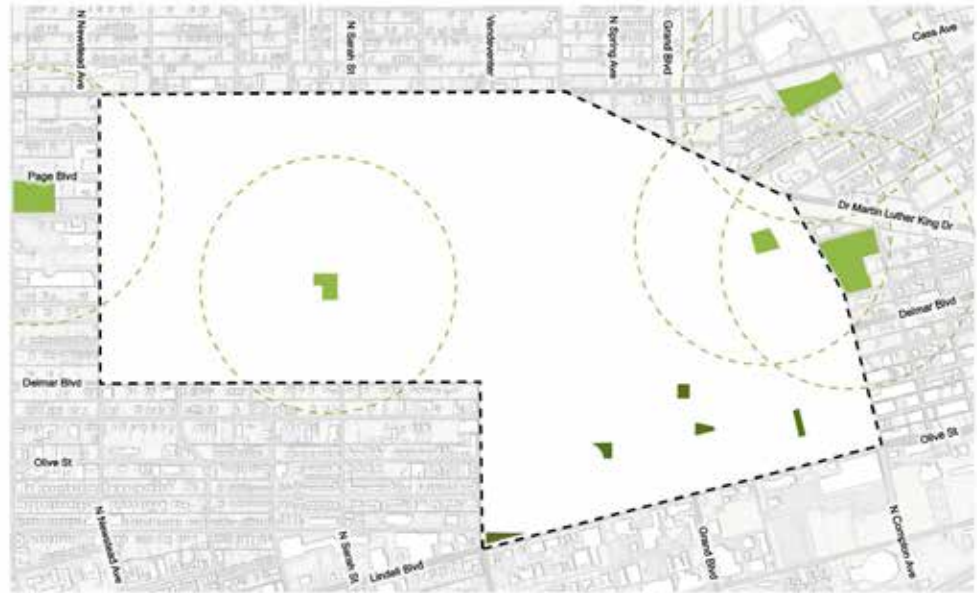 N Newstead Ave
N Sarah St
Vandeventer
N Spring Ave
Grand Blvd
Cass Ave
Page Blvd
Dr Martin Luther King Dr
Delmar Blvd
Delmar Blvd
Olive St
Olive St
N Newstead Ave
N Sarah St
Lindell Blvd
Grand Blvd
N Compton Ave